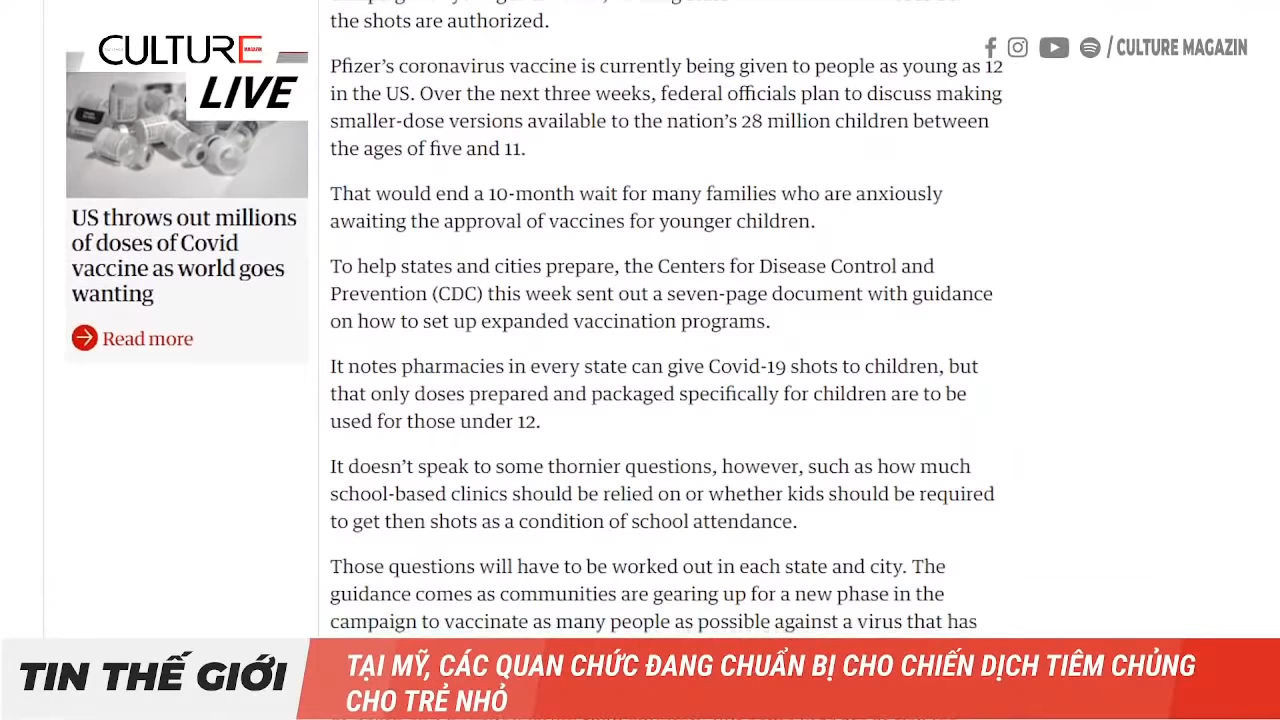 CULTURE
MAGAZIN
LIVE
/ CULTURE MAGAZIN
the shots are authorized.
Pfizer's coronavirus vaccine is currently being given to people as young as 12
in the US. Over the next three weeks, federal officials plan to discuss making
smaller-dose versions available to the nation's 28 million children between
the ages of five and 11.
That would end a 10-month wait for many families who are anxiously
awaiting the approval of vaccines for younger children.
To help states and cities prepare, the Centers for Disease Control and
Prevention (CDC) this week sent out a seven-page document with guidance
on how to set up expanded vaccination programs.
It notes pharmacies in every state can give Covid-19 shots to children, but
that only doses prepared and packaged specifically for children are to be
used for those under 12.
It doesn't speak to some thornier questions, however, such as how much
school-based clinics should be relied on or whether kids should be required
to get then shots as a condition of school attendance.
Those questions will have to be worked out in each state and city. The
guidance comes as communities are gearing up for a new phase in the
campaign to vaccinate as many people as possible against a virus that has
US throws out millions
of doses of Covid
vaccine as world goes
wanting
Read more
TIN THẾ GIỚI
TẠI MỸ, CÁC QUAN CHỨC ĐANG CHUẨN BỊ CHO CHIẾN DỊCH TIÊM CHỦNG
CHO TRẺ NHỎ